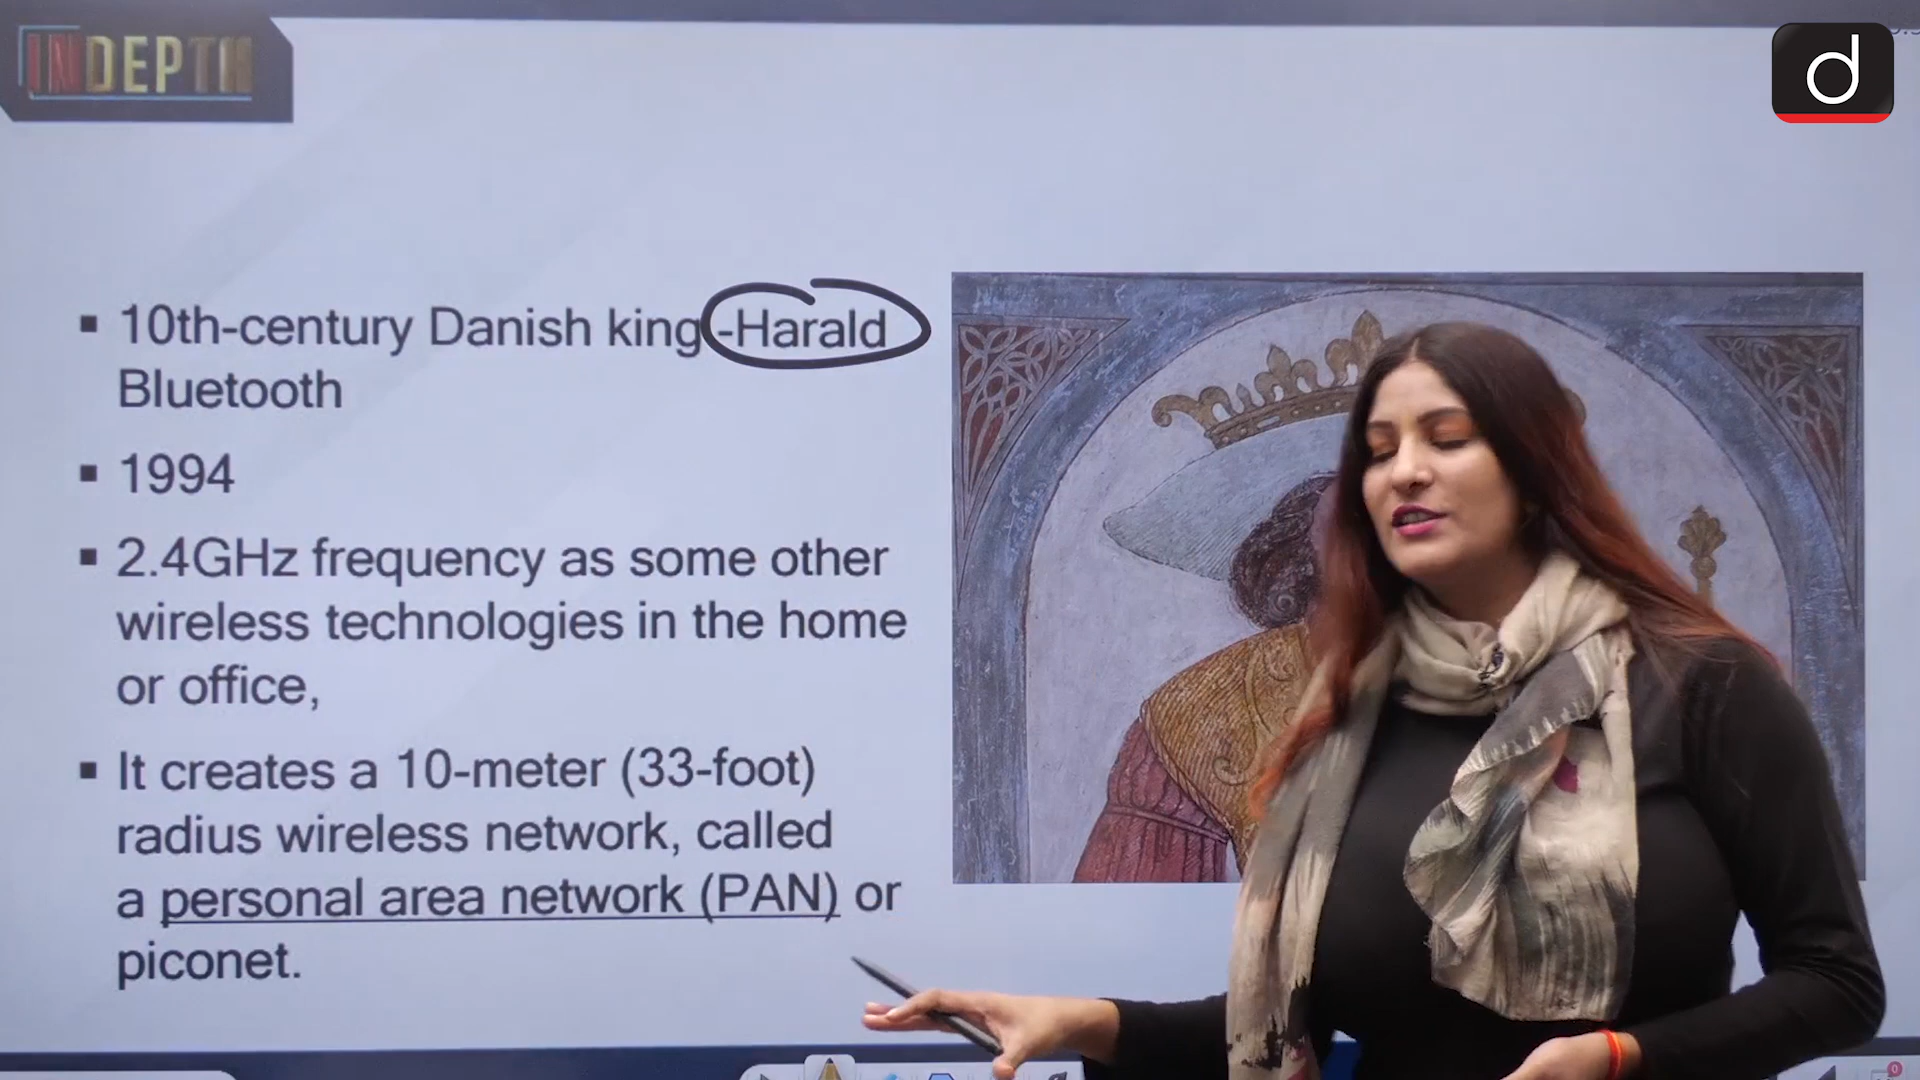 INDEPTH
d
10th-century Danish king -Harald
Bluetooth
1994
2.4GHz frequency as some other
wireless technologies in the home
or office,
It creates a 10-meter (33-foot)
radius wireless network, called
a personal area network (PAN) or
piconet.
0